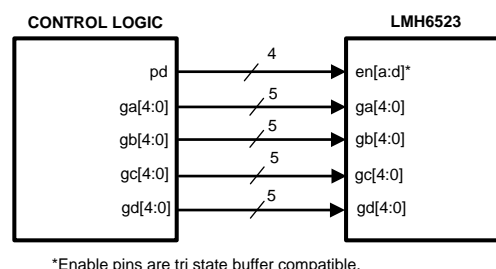 CONTROL LOGIC
LMH6523
pd
4
en[a:d]*
ga[4:0]
5
ga[4:0]
gb[4:0]
5
gb[4:0]
gc[4:0]
5
gc[4:0]
gd[4:0]
5
gd[4:0]
*Enable pins are tri state buffer compatible.